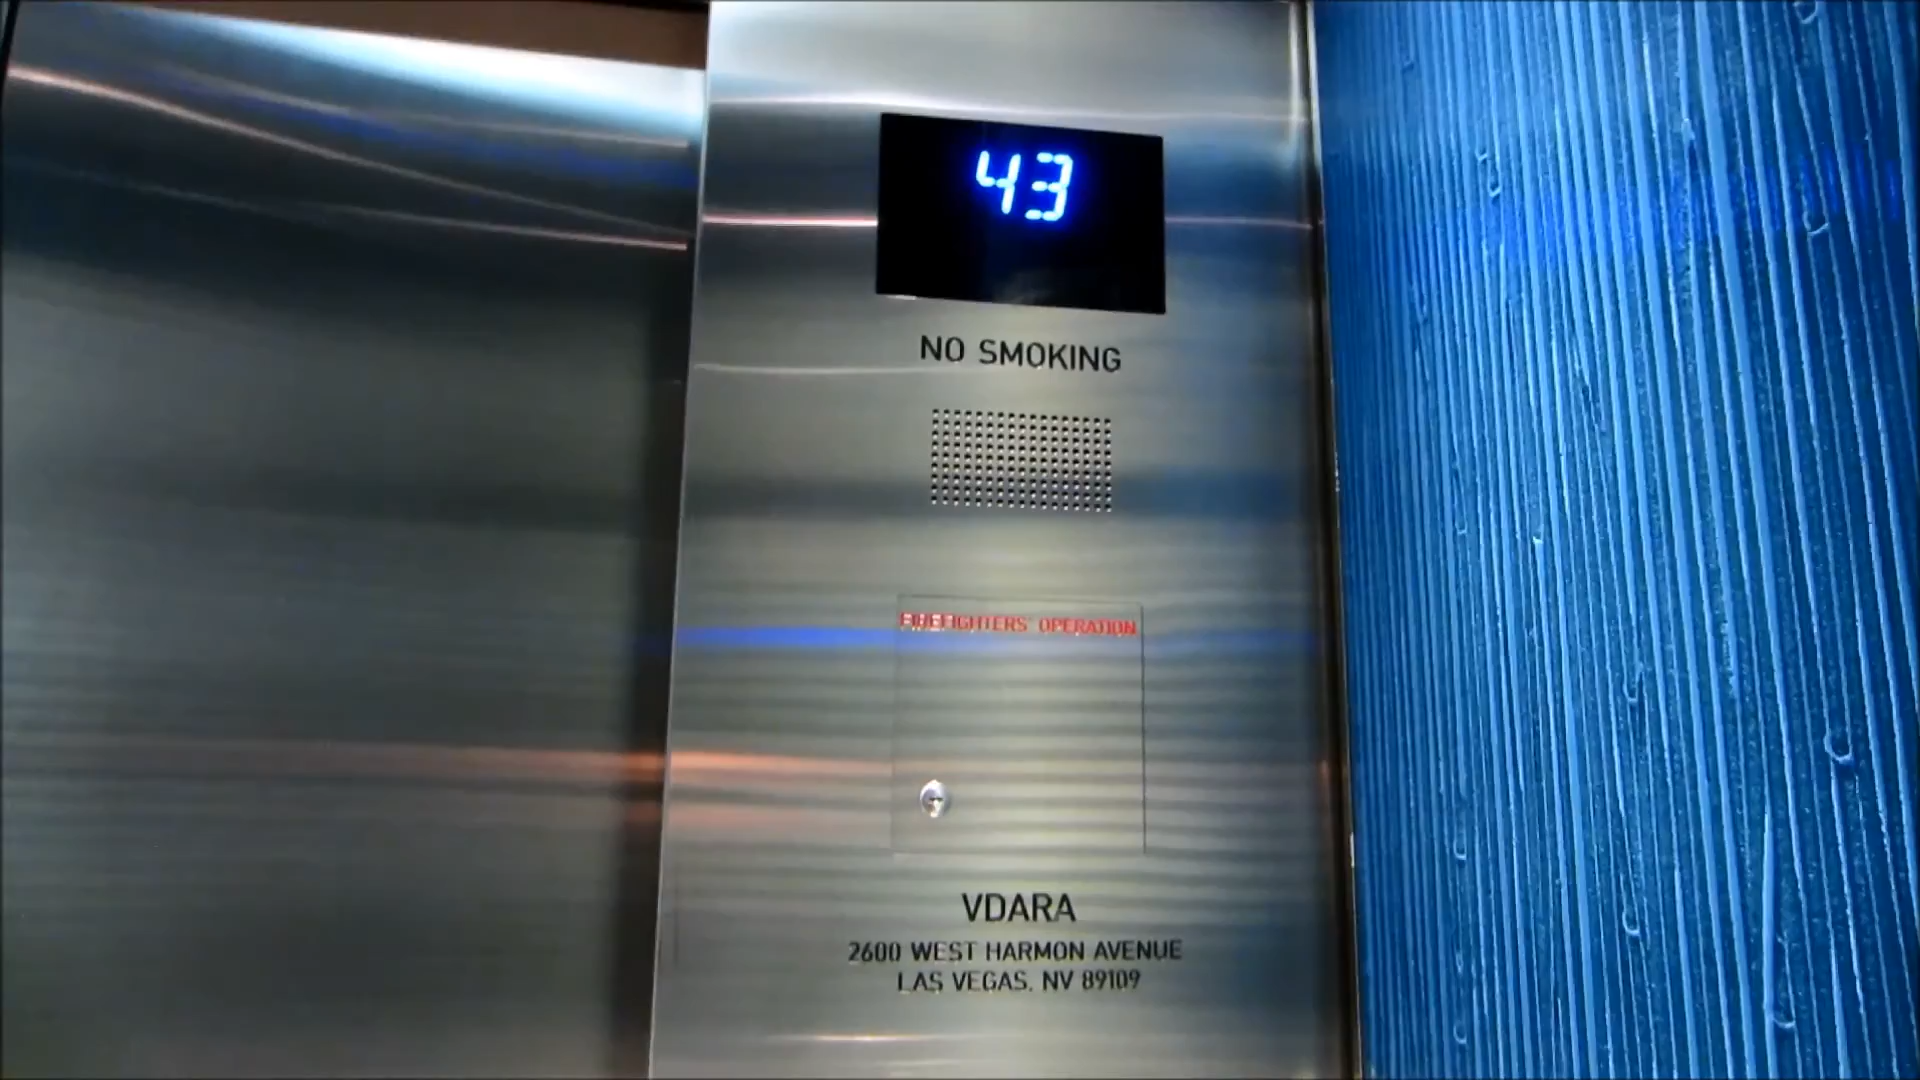 43
NO SMOKING
FIREFIGHTERS' OPERATION
VDARA
2600 WEST HARMON AVENUE
LAS VEGAS, NV 89109